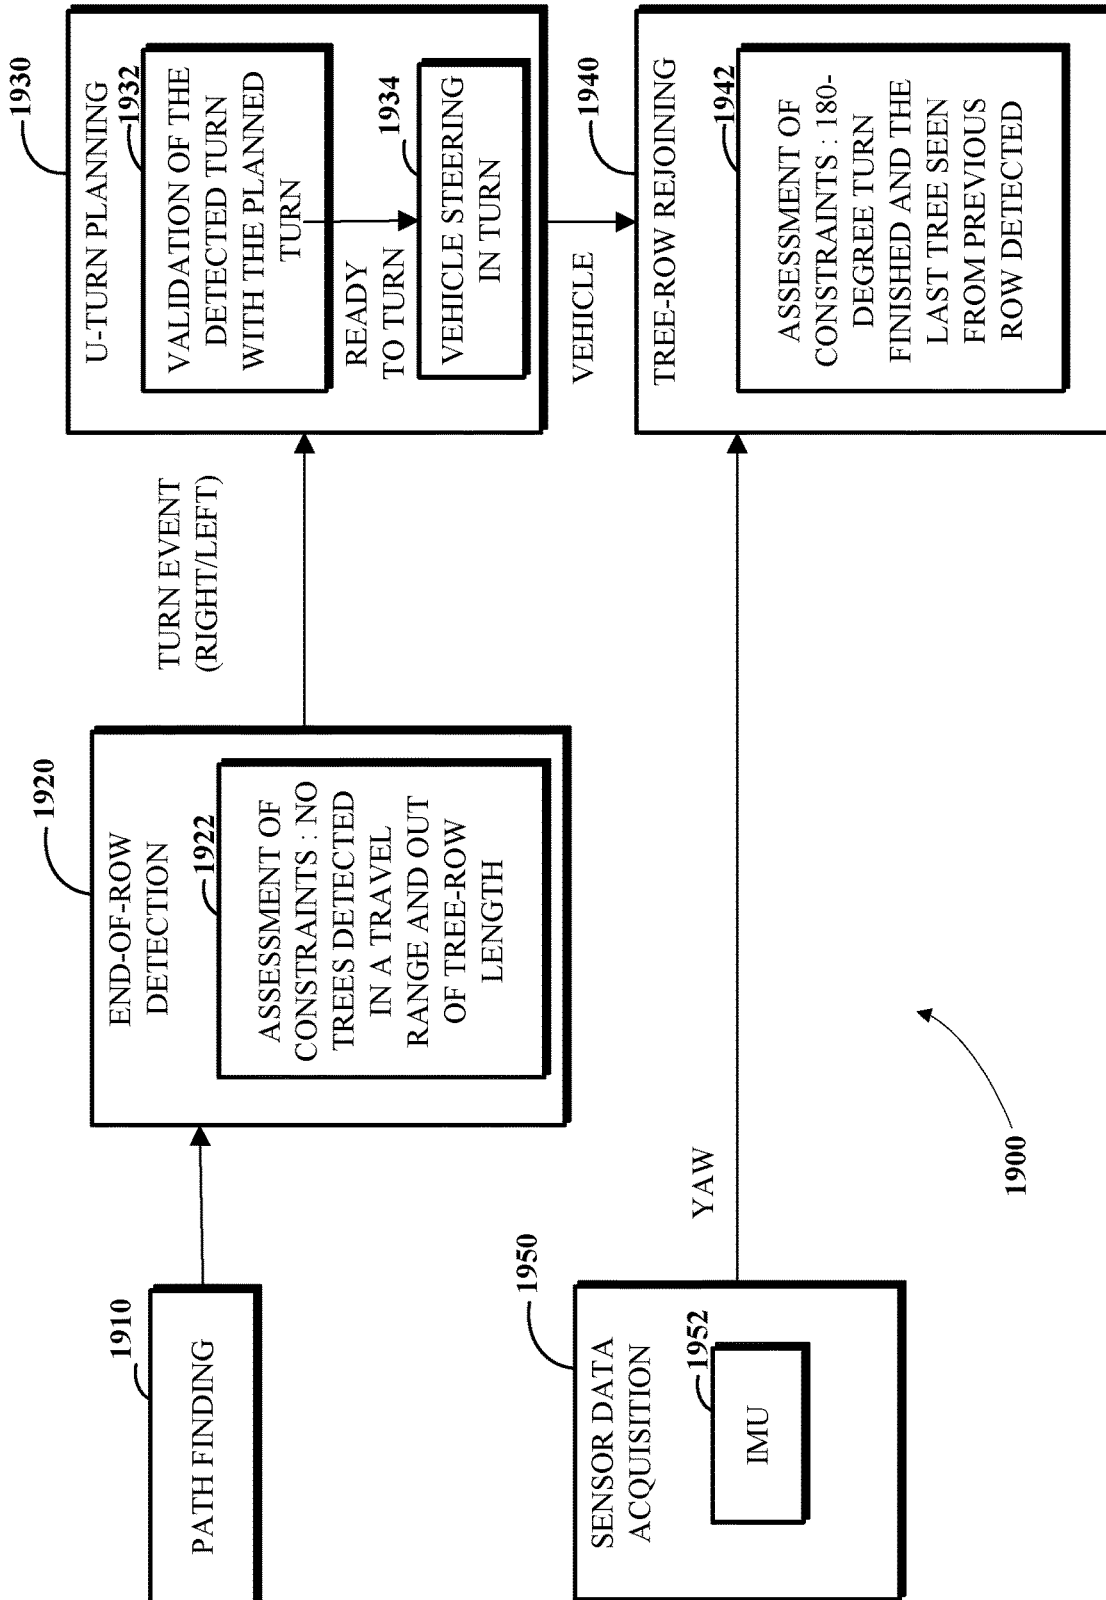 1910
PATH FINDING
1920
END-OF-ROW
DETECTION
1922
ASSESSMENT OF
CONSTRAINTS : NO
TREES DETECTED
IN A TRAVEL
RANGE AND OUT
OF TREE-ROW
LENGTH
TURN EVENT
(RIGHT/LEFT)
1930
U-TURN PLANNING
1932
VALIDATION OF THE
DETECTED TURN
WITH THE PLANNED
TURN
READY
TO TURN
1934
VEHICLE STEERING
IN TURN
VEHICLE
1940
TREE-ROW REJOINING
1942
ASSESSMENT OF
CONSTRAINTS : 180-
DEGREE TURN
FINISHED AND THE
LAST TREE SEEN
FROM PREVIOUS
ROW DETECTED
1950
SENSOR DATA
ACQUISITION
1952
IMU
YAW
1900